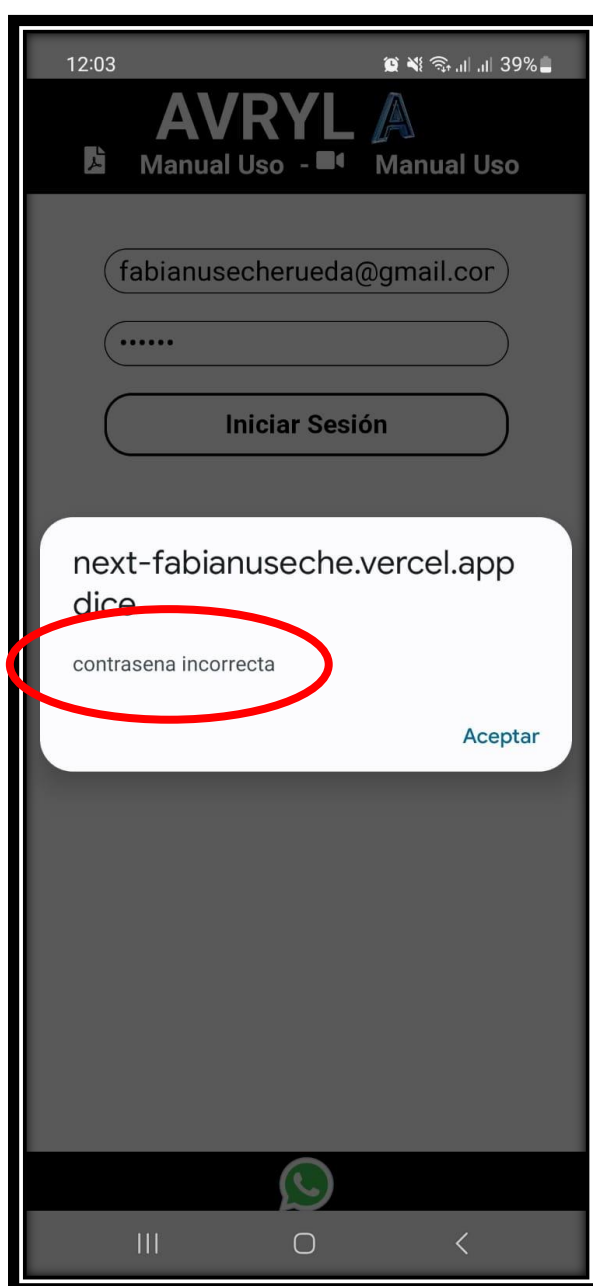 12:03 39%
AVRYL A
Manual Uso - Manual Uso
fabianusecherueda@gmail.cor
••••••
Iniciar Sesión
next-fabianuseche.vercel.app
dice
contrasena incorrecta
Aceptar